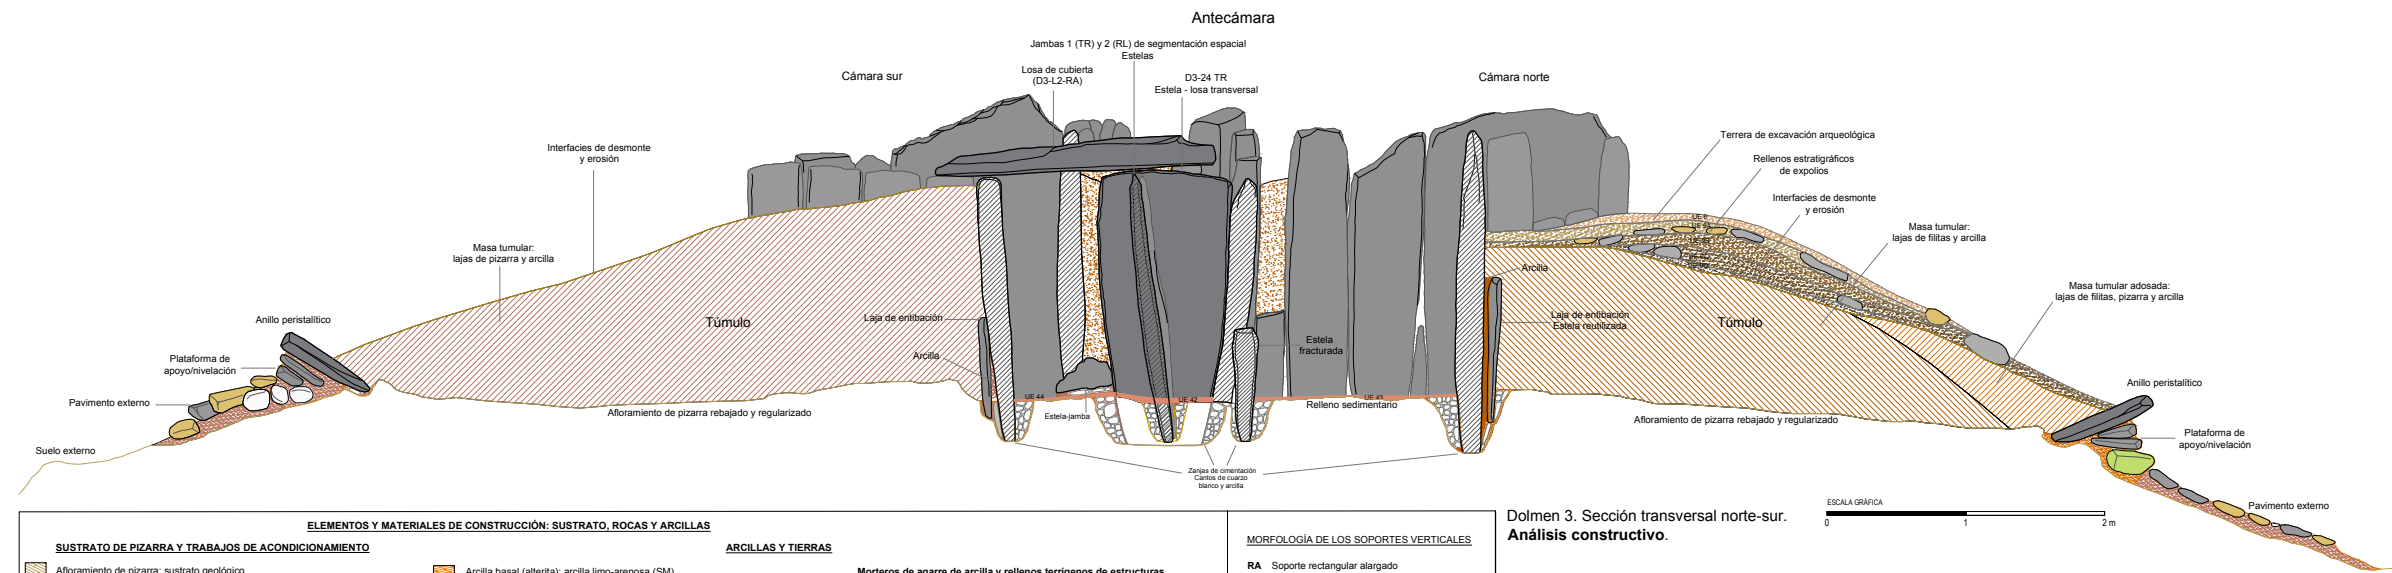 Antecámara
Jambas 1 (TR) y 2 (RL) de segmentación espacial
Estelas
Cámara sur
Losa de cubierta
(D3-L2-RA)
D3-24 TR
Estela - losa transversal
Cámara norte
Interfacies de desmonte
y erosión
Terrera de excavación arqueológica
Rellenos estratigráficos
de expolios
Interfacies de desmonte
y erosión
Masa tumular:
lajas de pizarra y arcilla
Masa tumular:
lajas de filitas y arcilla
UE 6
Arcilla
Masa tumular adosada:
lajas de filitas, pizarra y arcilla
Anillo peristalítico
Túmulo
Laja de entibación
Laja de entibación
Estela reutilizada
Túmulo
Estela
fracturada
Plataforma de
apoyo/nivelación
Arcilla
Anillo peristalítico
Pavimento externo
Afloramiento de pizarra rebajado y regularizado
UE 44
Estela-jamba
UE 42
UE 43
Relleno sedimentario
Afloramiento de pizarra rebajado y regularizado
Plataforma de
apoyo/nivelación
Suelo externo
Zanjas de cimentación
Cantos de cuarzo
blanco y arcilla
Pavimento externo
ELEMENTOS Y MATERIALES DE CONSTRUCCIÓN: SUSTRATO, ROCAS Y ARCILLAS
SUSTRATO DE PIZARRA Y TRABAJOS DE ACONDICIONAMIENTO
ARCILLAS Y TIERRAS
Afloramiento de pizarra: sustrato geológico
Arcilla basal (alterita): arcilla limo-arenosa (SM)
Morteros de agarre de arcilla y rellenos terrígenos de estructuras
MORFOLOGÍA DE LOS SOPORTES VERTICALES
RA Soporte rectangular alargado
Dolmen 3. Sección transversal norte-sur.
Análisis constructivo.
ESCALA GRÁFICA
0 1 2 m